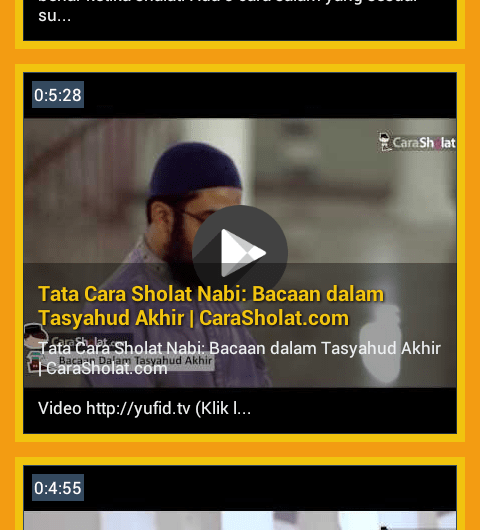 su...
0:5:28
CaraSholat
Tata Cara Sholat Nabi: Bacaan dalam
Tasyahud Akhir | CaraSholat.com
CaraSholat.com
Tata Cara Sholat Nabi: Bacaan dalam Tasyahud Akhir
| CaraSholat.com
Bacaan Dalam Tasyahud Akhir
Video http://yufid.tv (Klik l...
0:4:55